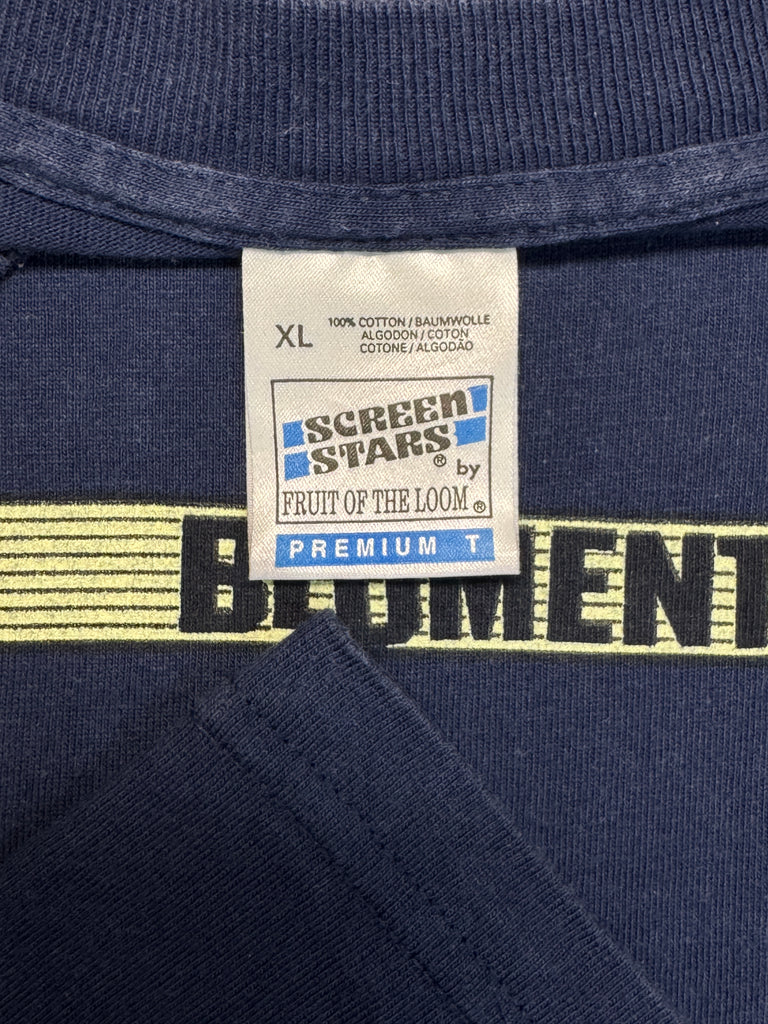 XL
100% COTTON / BAUMWOLLE
ALGODON / COTON
COTONE / ALGODÃO
SCREEN
STARS®
by
FRUIT OF THE LOOM®
PREMIUM T